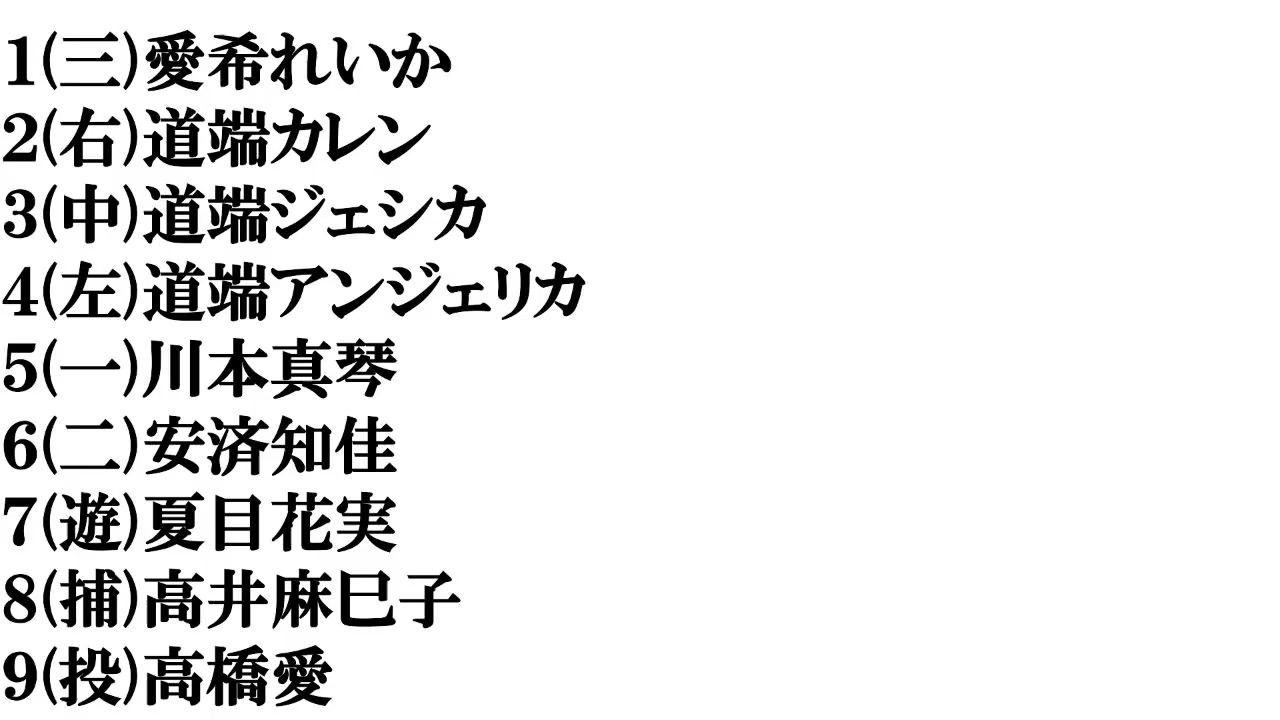 1(三)愛希れいか
2(右)道端カレン
3(中)道端ジェシカ
4(左)道端アンジェリカ
5(一)川本真琴
6(二)安済知佳
7(遊)夏目花実
8(捕)高井麻巳子
9(投)高橋愛